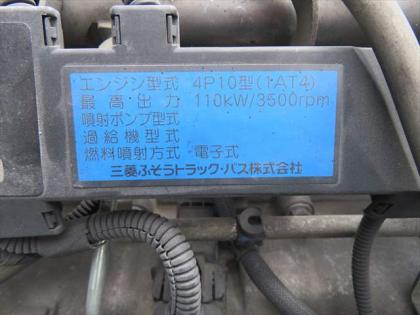 エンジン型式 4P10型(1AT4)
最高出力 110kW/3500rpm
噴射ポンプ型式
過給機型式
燃料噴射方式 電子式
三菱ふそうトラック・バス株式会社